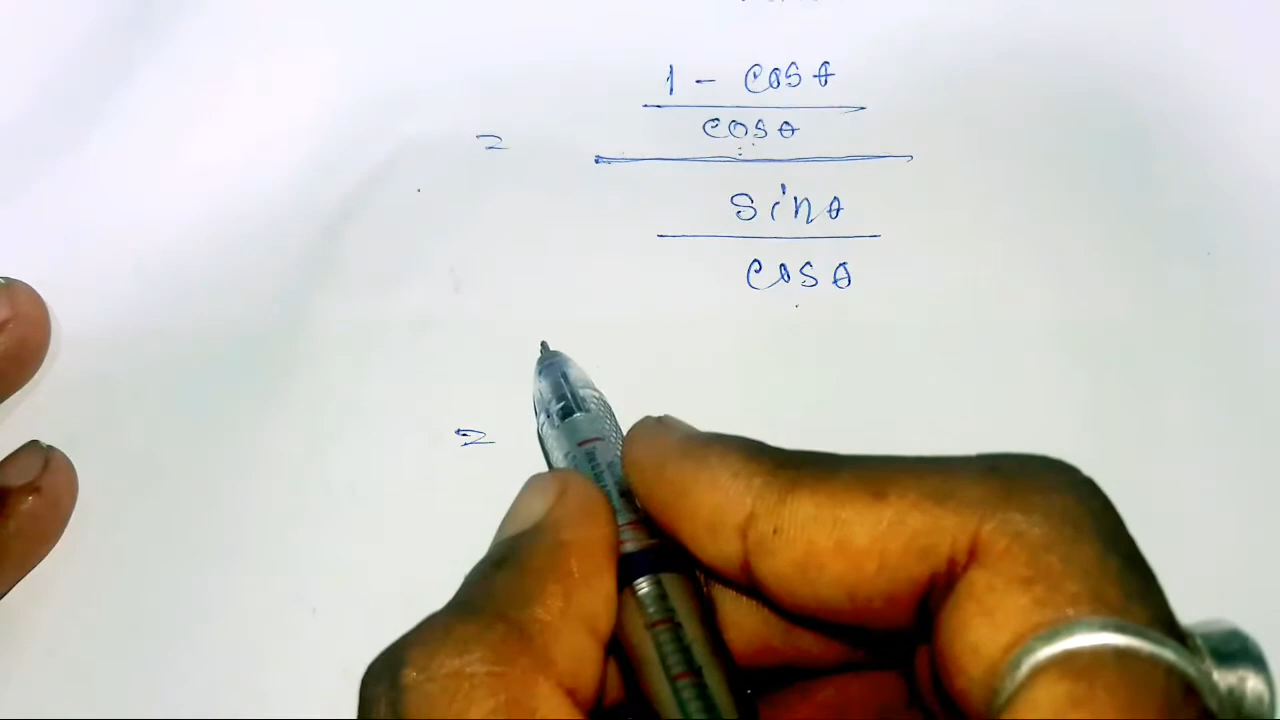 1 - cosθ
cosθ
=
sinθ
cosθ
=